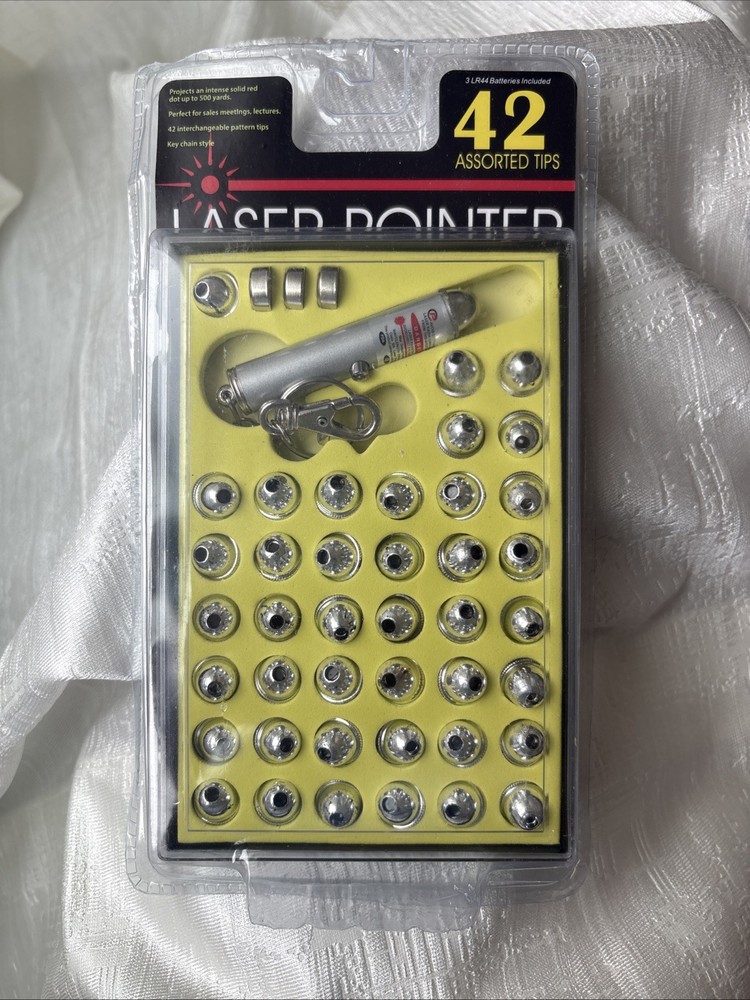 Projects an intense solid red
dot up to 500 yards.
Perfect for sales meetings, lectures.
42 interchangeable pattern tips
Key chain style
3 LR44 Batteries Included
42
ASSORTED TIPS
LASER POINTER
DANGER